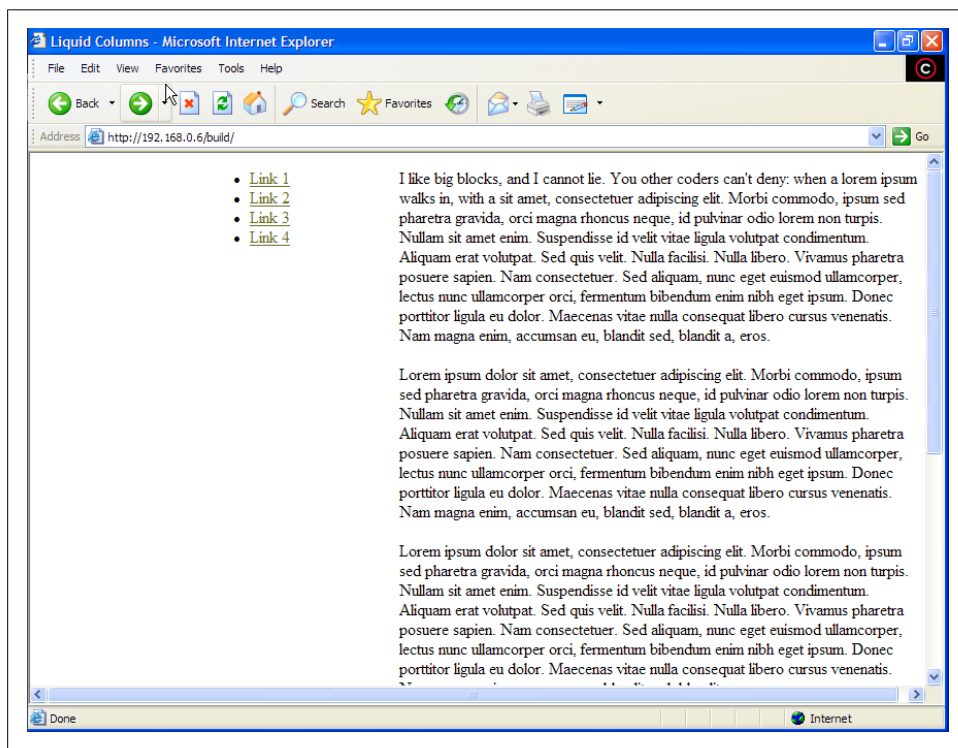 Liquid Columns - Microsoft Internet Explorer
File Edit View Favorites Tools Help
C
Back Search Favorites
Address http://192.168.0.6/build/ Go
Link 1
Link 2
Link 3
Link 4
I like big blocks, and I cannot lie. You other coders can't deny: when a lorem ipsum
walks in, with a sit amet, consectetuer adipiscing elit. Morbi commodo, ipsum sed
pharetra gravida, orci magna rhoncus neque, id pulvinar odio lorem non turpis.
Nullam sit amet enim. Suspendisse id velit vitae ligula volutpat condimentum.
Aliquam erat volutpat. Sed quis velit. Nulla facilisi. Nulla libero. Vivamus pharetra
posuere sapien. Nam consectetuer. Sed aliquam, nunc eget euismod ullamcorper,
lectus nunc ullamcorper orci, fermentum bibendum enim nibh eget ipsum. Donec
porttitor ligula eu dolor. Maecenas vitae nulla consequat libero cursus venenatis.
Nam magna enim, accumsan eu, blandit sed, blandit a, eros.
Lorem ipsum dolor sit amet, consectetuer adipiscing elit. Morbi commodo, ipsum
sed pharetra gravida, orci magna rhoncus neque, id pulvinar odio lorem non turpis.
Nullam sit amet enim. Suspendisse id velit vitae ligula volutpat condimentum.
Aliquam erat volutpat. Sed quis velit. Nulla facilisi. Nulla libero. Vivamus pharetra
posuere sapien. Nam consectetuer. Sed aliquam, nunc eget euismod ullamcorper,
lectus nunc ullamcorper orci, fermentum bibendum enim nibh eget ipsum. Donec
porttitor ligula eu dolor. Maecenas vitae nulla consequat libero cursus venenatis.
Nam magna enim, accumsan eu, blandit sed, blandit a, eros.
Lorem ipsum dolor sit amet, consectetuer adipiscing elit. Morbi commodo, ipsum
sed pharetra gravida, orci magna rhoncus neque, id pulvinar odio lorem non turpis.
Nullam sit amet enim. Suspendisse id velit vitae ligula volutpat condimentum.
Aliquam erat volutpat. Sed quis velit. Nulla facilisi. Nulla libero. Vivamus pharetra
posuere sapien. Nam consectetuer. Sed aliquam, nunc eget euismod ullamcorper,
lectus nunc ullamcorper orci, fermentum bibendum enim nibh eget ipsum. Donec
porttitor ligula eu dolor. Maecenas vitae nulla consequat libero cursus venenatis.
Done Internet